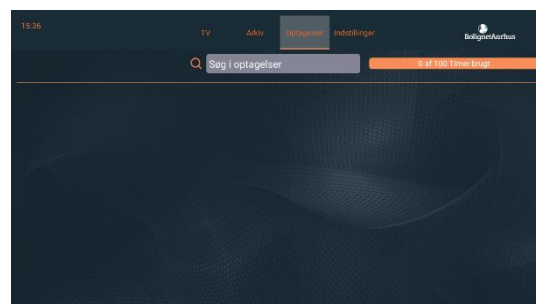 15:36
TV Arkiv Optagelser Indstillinger
BolignetAarhus
Søg i optagelser
0 af 100 Timer brugt